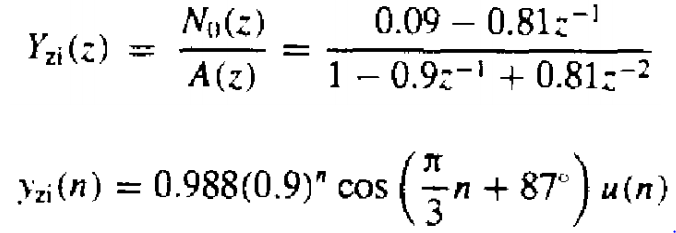 Y_zi(z) = N_0(z) / A(z) = (0.09 − 0.81z^−1) / (1 − 0.9z^−1 + 0.81z^−2)
y_zi(n) = 0.988(0.9)^n cos (π/3 n + 87°) u(n)